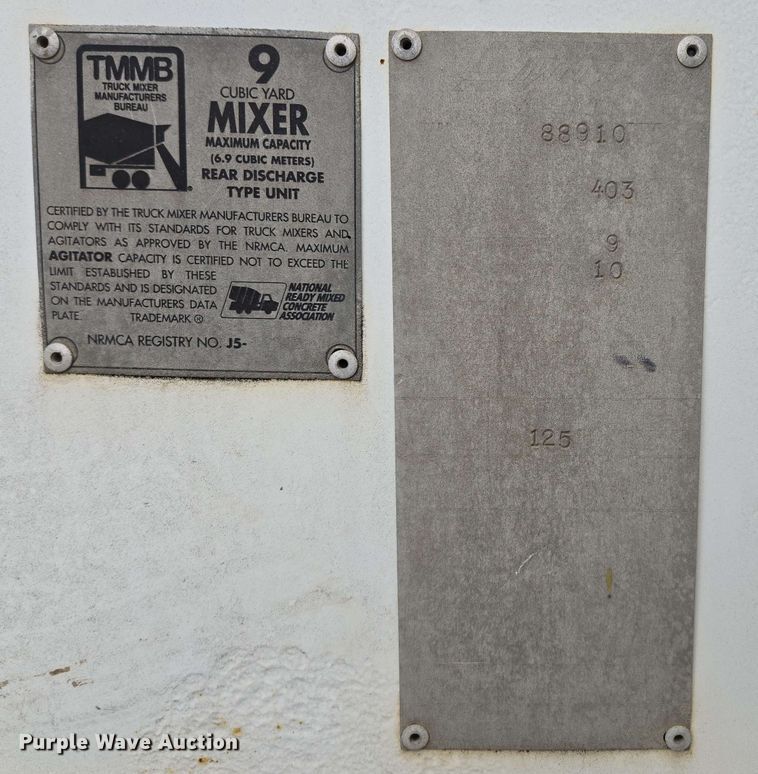 TMMB
TRUCK MIXER
MANUFACTURERS
BUREAU
9
CUBIC YARD
MIXER
MAXIMUM CAPACITY
(6.9 CUBIC METERS)
REAR DISCHARGE
TYPE UNIT
CERTIFIED BY THE TRUCK MIXER MANUFACTURERS BUREAU TO
COMPLY WITH ITS STANDARDS FOR TRUCK MIXERS AND
AGITATORS AS APPROVED BY THE NRMCA. MAXIMUM
AGITATOR CAPACITY IS CERTIFIED NOT TO EXCEED THE
LIMIT ESTABLISHED BY THESE
STANDARDS AND IS DESIGNATED
ON THE MANUFACTURERS DATA
PLATE. TRADEMARK ®
NATIONAL
READY MIXED
CONCRETE
ASSOCIATION
NRMCA REGISTRY NO. J5-
88910
403
9
10
125
Purple Wave Auction